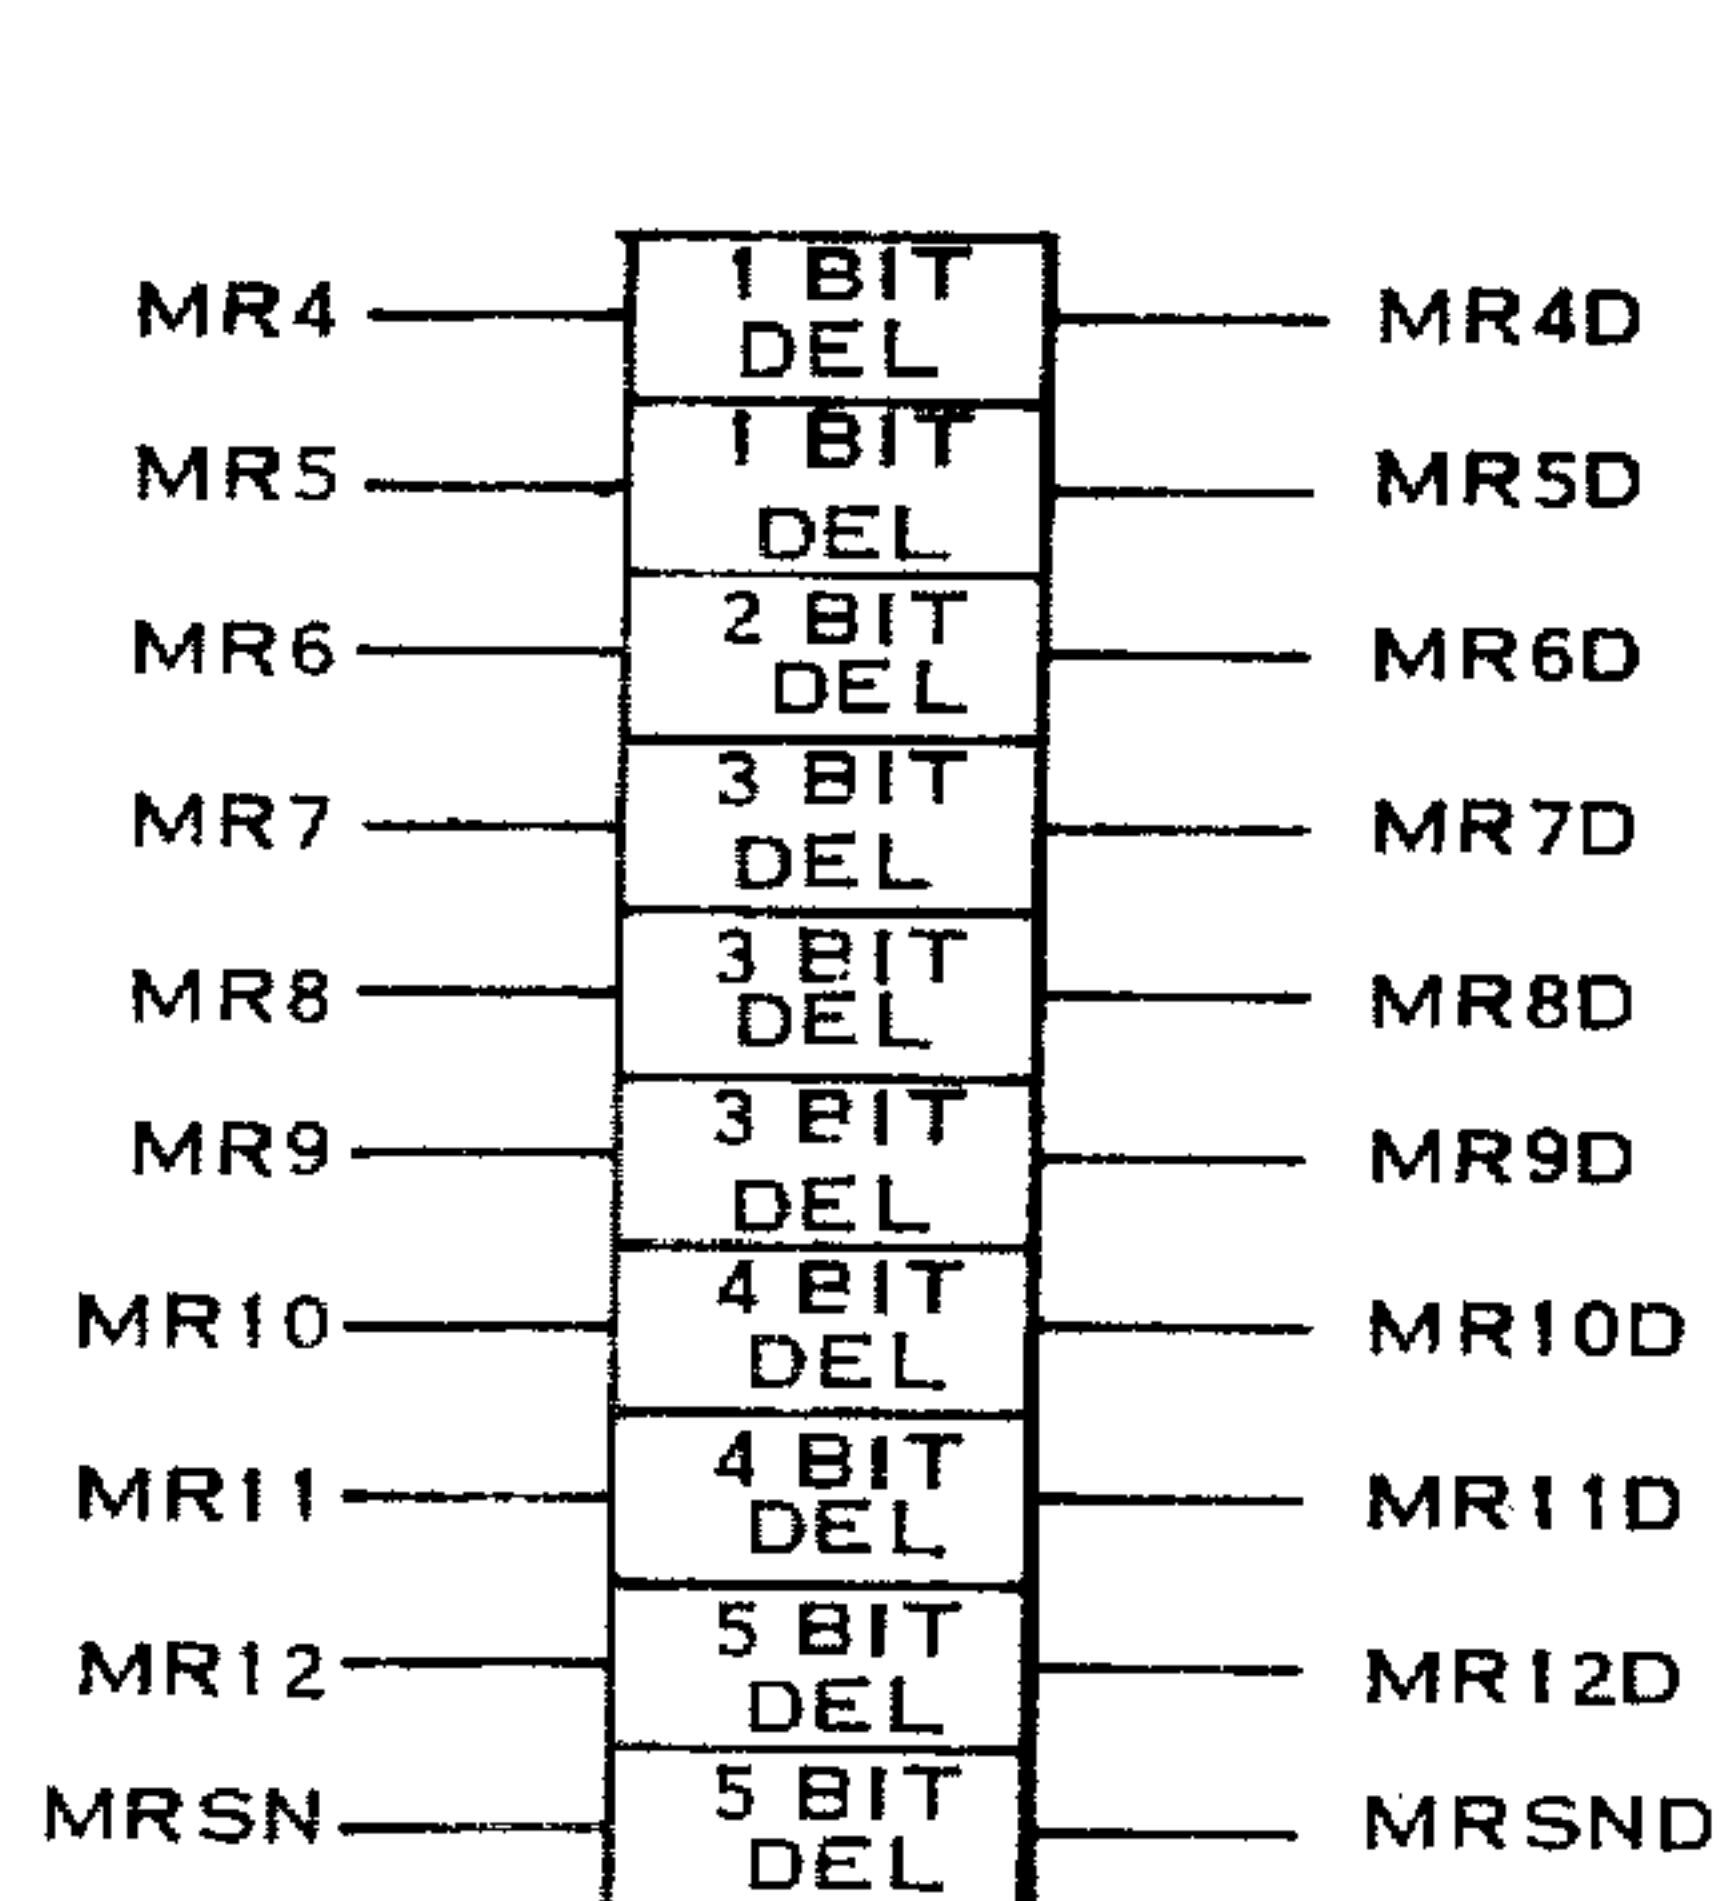 1 BIT
MR4 DEL MR4D
1 BIT
MR5 DEL MR5D
2 BIT
MR6 DEL MR6D
3 BIT
MR7 DEL MR7D
3 BIT
MR8 DEL MR8D
3 BIT
MR9 DEL MR9D
4 BIT
MR10 DEL MR10D
4 BIT
MR11 DEL MR11D
5 BIT
MR12 DEL MR12D
5 BIT
MRSN DEL MRSND